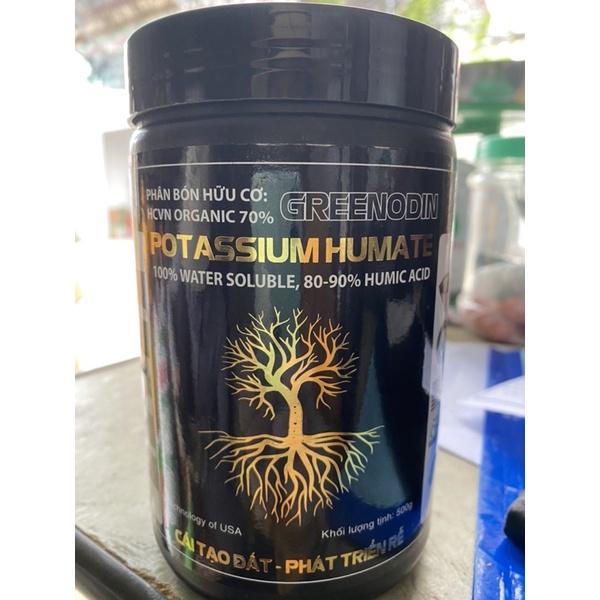 PHÂN BÓN HỮU CƠ:
HCVN ORGANIC 70% GREENODIN
POTASSIUM HUMATE
100% WATER SOLUBLE, 80-90% HUMIC ACID
of USA
Khối lượng tịnh: 500g
CẢI TẠO ĐẤT - PHÁT TRIỂN RỄ